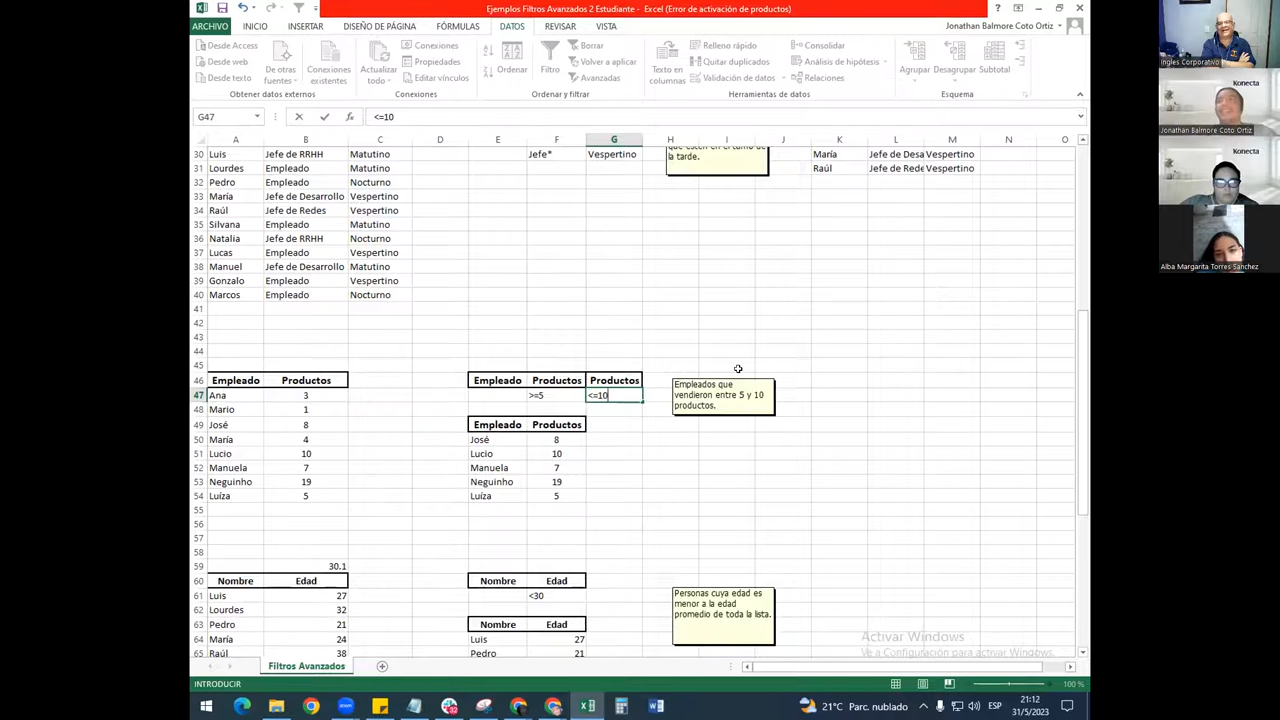 Ejemplos Filtros Avanzados 2 Estudiante - Excel (Error de activación de productos)
ARCHIVO INICIO INSERTAR DISEÑO DE PÁGINA FÓRMULAS DATOS REVISAR VISTA Jonathan Balmore Coto Ortiz
Desde Access
Desde web
Desde texto
De otras fuentes
Conexiones existentes
Obtener datos externos
Actualizar todo
Conexiones
Propiedades
Editar vínculos
Conexiones
Ordenar
Filtro
Borrar
Volver a aplicar
Avanzadas
Ordenar y filtrar
Texto en columnas
Relleno rápido
Quitar duplicados
Validación de datos
Consolidar
Análisis de hipótesis
Relaciones
Herramientas de datos
Agrupar Desagrupar Subtotal
Esquema
G47 <=10
A B C D E F G H I J K L M N O
30 Luis Jefe de RRHH Matutino Jefe* Vespertino la tarde. María Jefe de Desa Vespertino
31 Lourdes Empleado Matutino Raúl Jefe de Rede Vespertino
32 Pedro Empleado Nocturno
33 María Jefe de Desarrollo Vespertino
34 Raúl Jefe de Redes Vespertino
35 Silvana Empleado Matutino
36 Natalia Jefe de RRHH Nocturno
37 Lucas Empleado Vespertino
38 Manuel Jefe de Desarrollo Matutino
39 Gonzalo Empleado Vespertino
40 Marcos Empleado Nocturno
41
42
43
44
45
46 Empleado Productos Empleado Productos Productos
47 Ana 3 >=5 <=10
Empleados que
vendieron entre 5 y 10
productos.
48 Mario 1
49 José 8 Empleado Productos
50 María 4 José 8
51 Lucio 10 Lucio 10
52 Manuela 7 Manuela 7
53 Neguinho 19 Neguinho 19
54 Luíza 5 Luíza 5
55
56
57
58
59 30.1
60 Nombre Edad Nombre Edad
61 Luis 27 <30
Personas cuya edad es
menor a la edad
promedio de toda la lista.
62 Lourdes 32
63 Pedro 21 Nombre Edad
64 María 24 Luis 27
65 Raúl 38 Pedro 21
Activar Windows
Ve a Configuración para activar Windows.
Filtros Avanzados
INTRODUCIR 100 %
21°C Parc. nublado ESP 21:12
31/5/2023
Ingles Corporativo
Konecta
Jonathan Balmore Coto Ortiz
Konecta
Alba Margarita Torres Sanchez